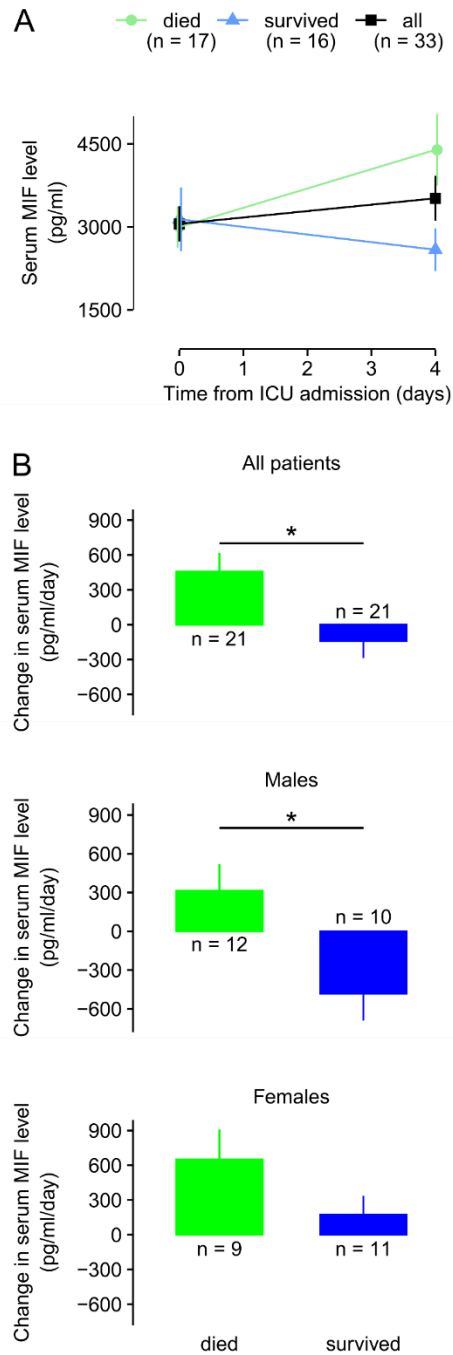 A
died survived all
(n = 17) (n = 16) (n = 33)
Serum MIF level
(pg/ml)
4500
3000
1500
0 1 2 3 4
Time from ICU admission (days)
B
All patients
Change in serum MIF level
(pg/ml/day)
900
600
300
0
−300
−600
*
n = 21
n = 21
Males
Change in serum MIF level
(pg/ml/day)
900
600
300
0
−300
−600
*
n = 10
n = 12
Females
Change in serum MIF level
(pg/ml/day)
900
600
300
0
−300
−600
n = 9 n = 11
died survived